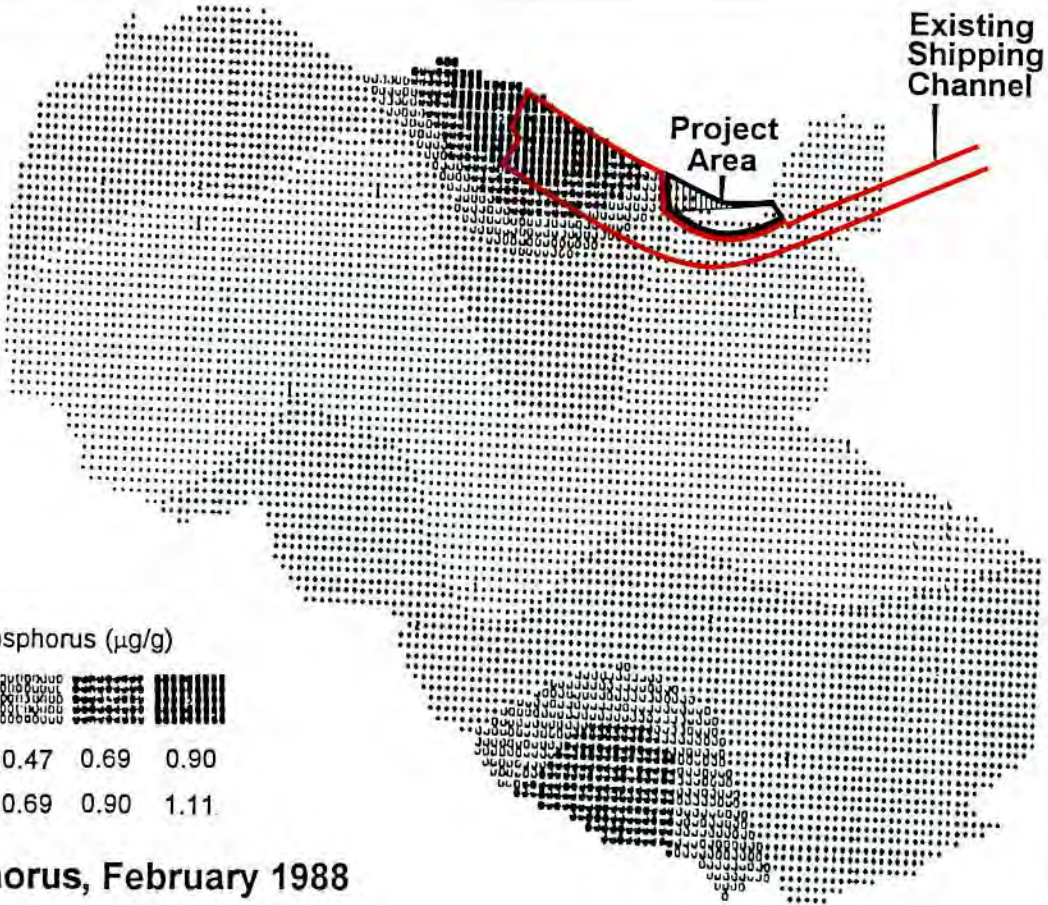 Existing
Shipping
Channel
Project
Area
sphorus (μg/g)
0.47 0.69 0.90
0.69 0.90 1.11
horus, February 1988